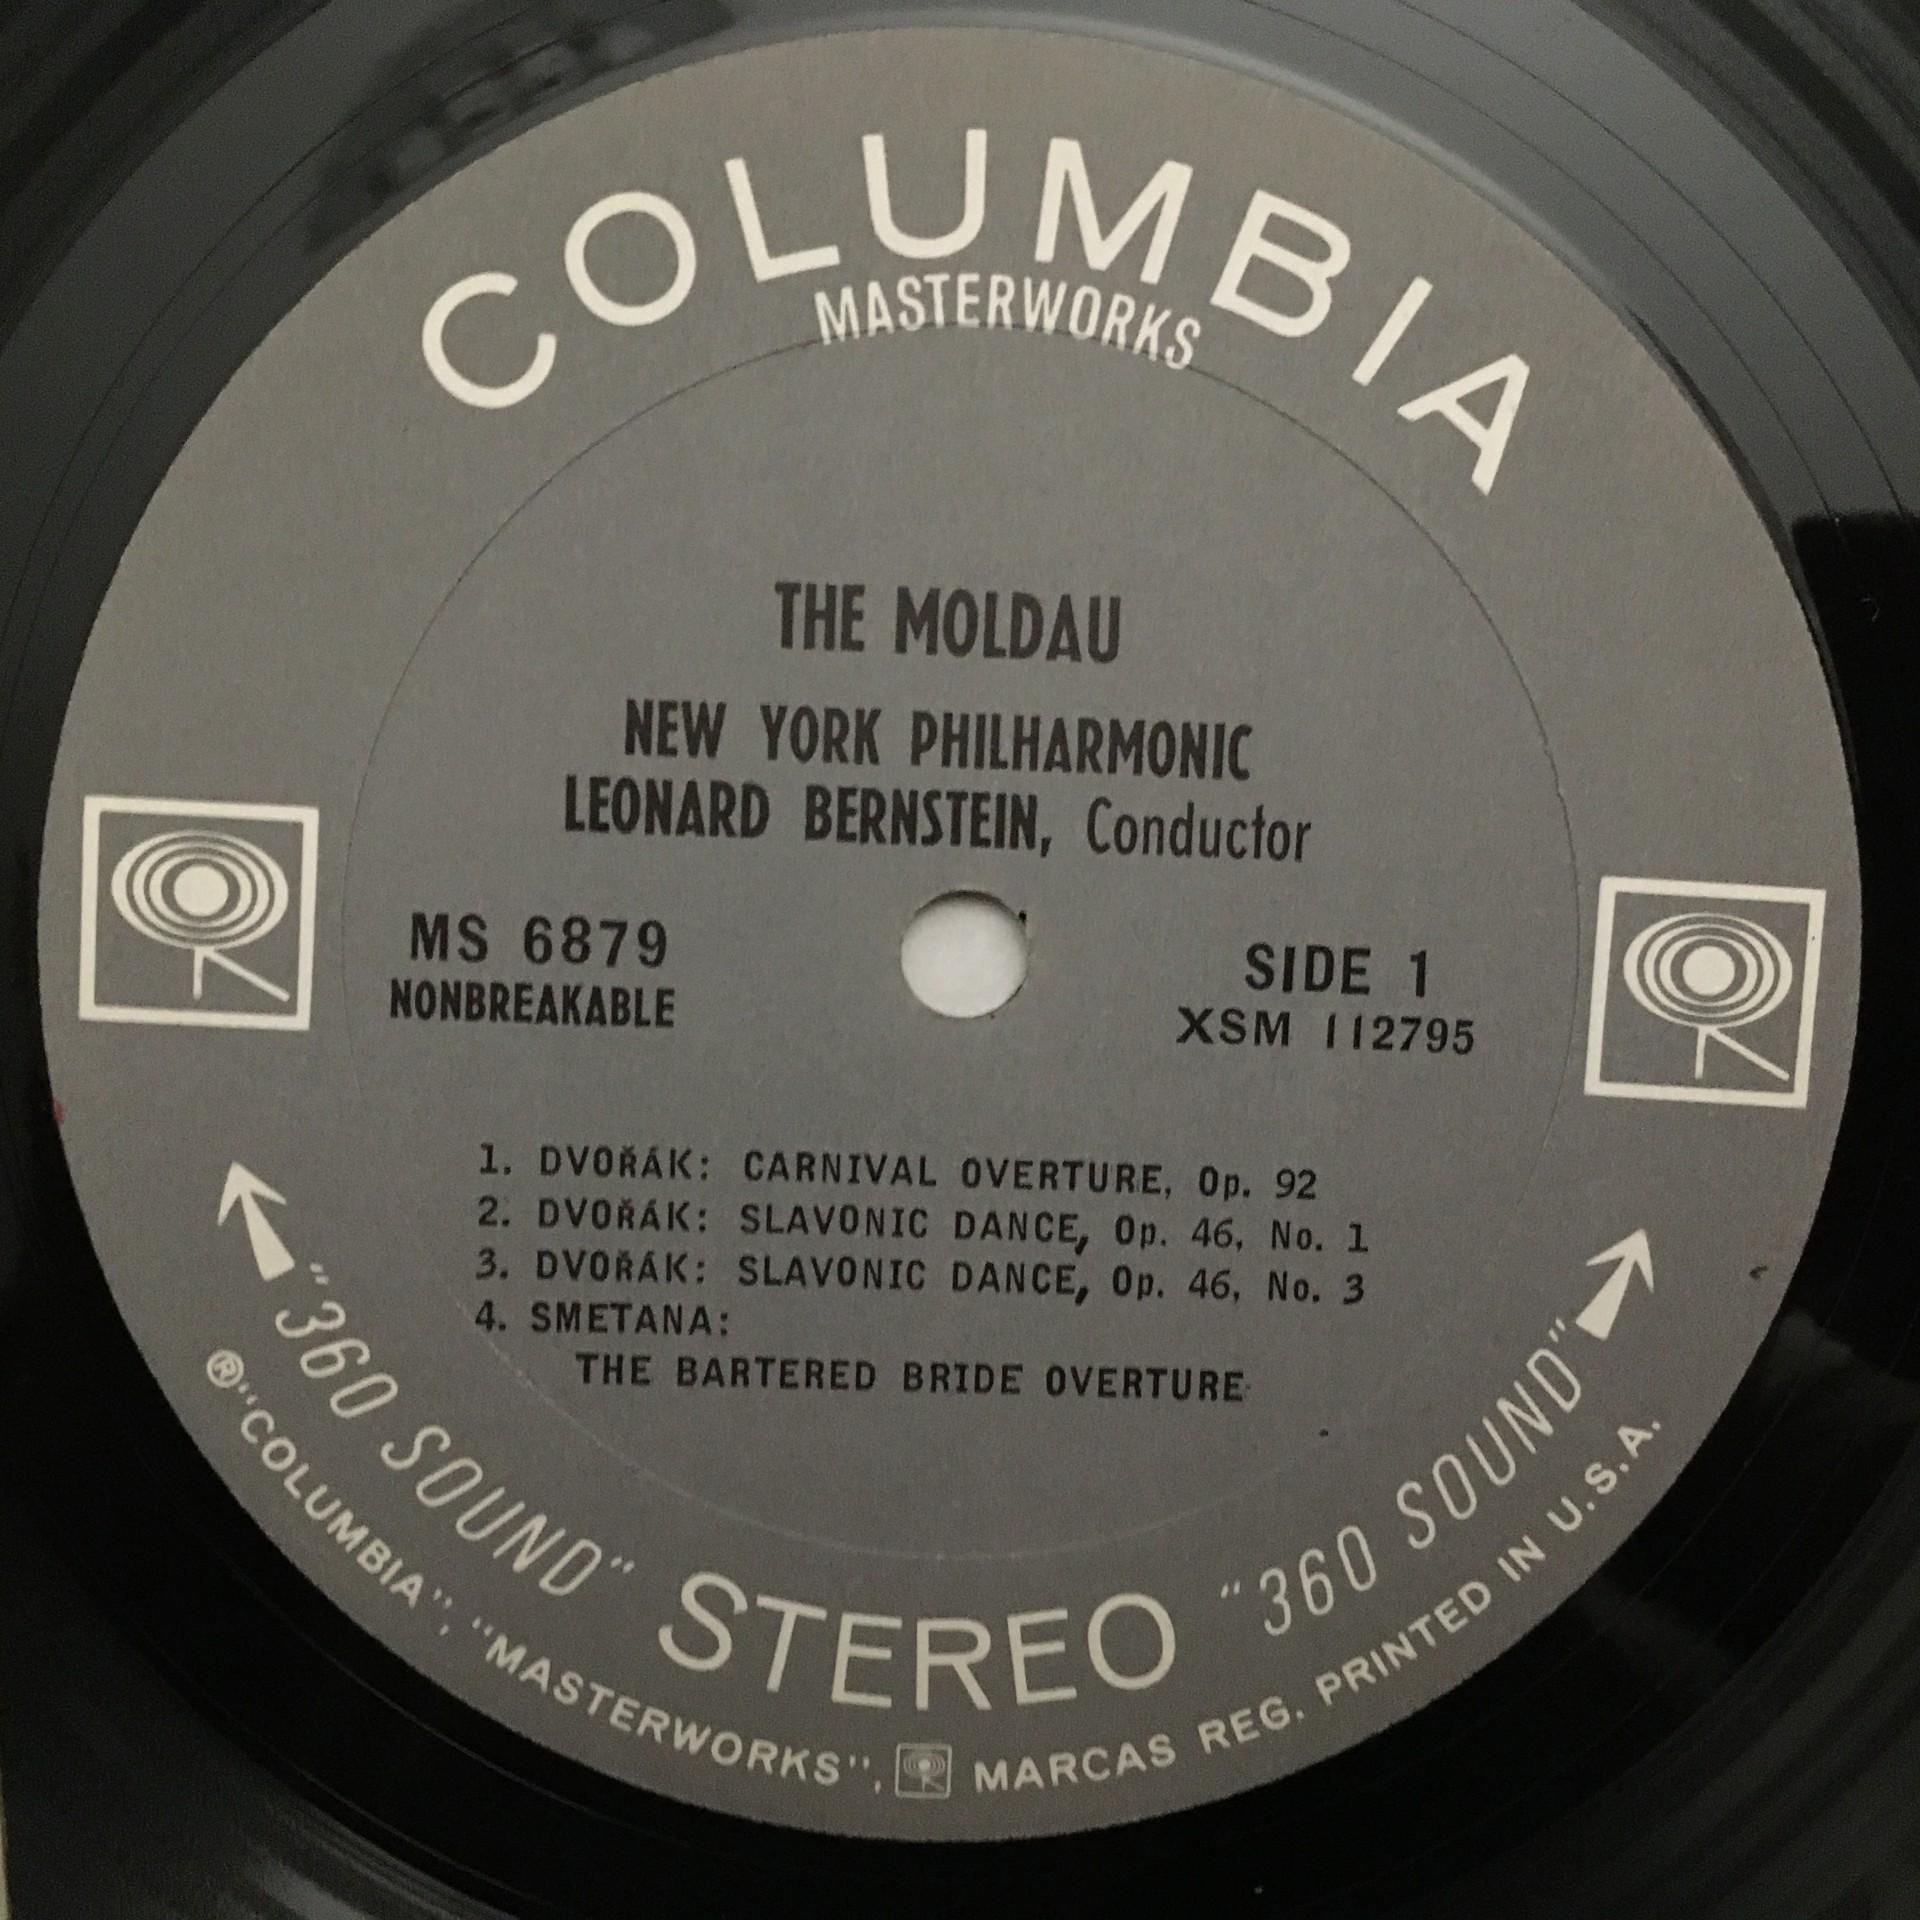 COLUMBIA
MASTERWORKS
THE MOLDAU
NEW YORK PHILHARMONIC
LEONARD BERNSTEIN, Conductor
MS 6879
NONBREAKABLE
SIDE 1
XSM 112795
1. DVOŘÁK: CARNIVAL OVERTURE, Op. 92
2. DVOŘÁK: SLAVONIC DANCE, Op. 46, No. 1
3. DVOŘÁK: SLAVONIC DANCE, Op. 46, No. 3
4. SMETANA:
THE BARTERED BRIDE OVERTURE
"360 SOUND" STEREO "360 SOUND"
®"COLUMBIA", "MASTERWORKS", MARCAS REG. PRINTED IN U.S.A.